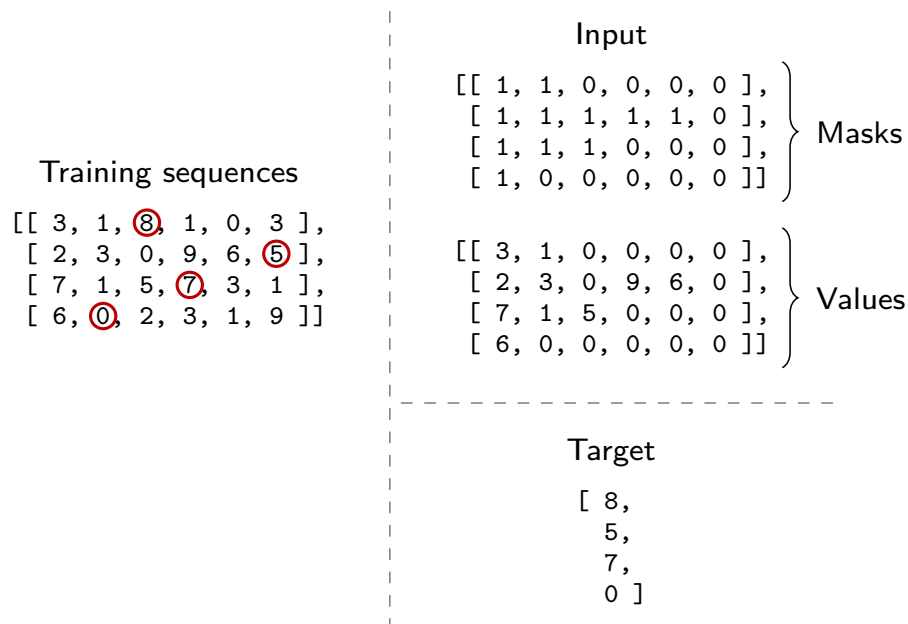 Training sequences
[[ 3, 1, 8, 1, 0, 3 ],
[ 2, 3, 0, 9, 6, 5 ],
[ 7, 1, 5, 7, 3, 1 ],
[ 6, 0, 2, 3, 1, 9 ]]
Input
[[ 1, 1, 0, 0, 0, 0 ],
[ 1, 1, 1, 1, 1, 0 ],
[ 1, 1, 1, 0, 0, 0 ],
[ 1, 0, 0, 0, 0, 0 ]]
Masks
[[ 3, 1, 0, 0, 0, 0 ],
[ 2, 3, 0, 9, 6, 0 ],
[ 7, 1, 5, 0, 0, 0 ],
[ 6, 0, 0, 0, 0, 0 ]]
Values
Target
[ 8,
5,
7,
0 ]